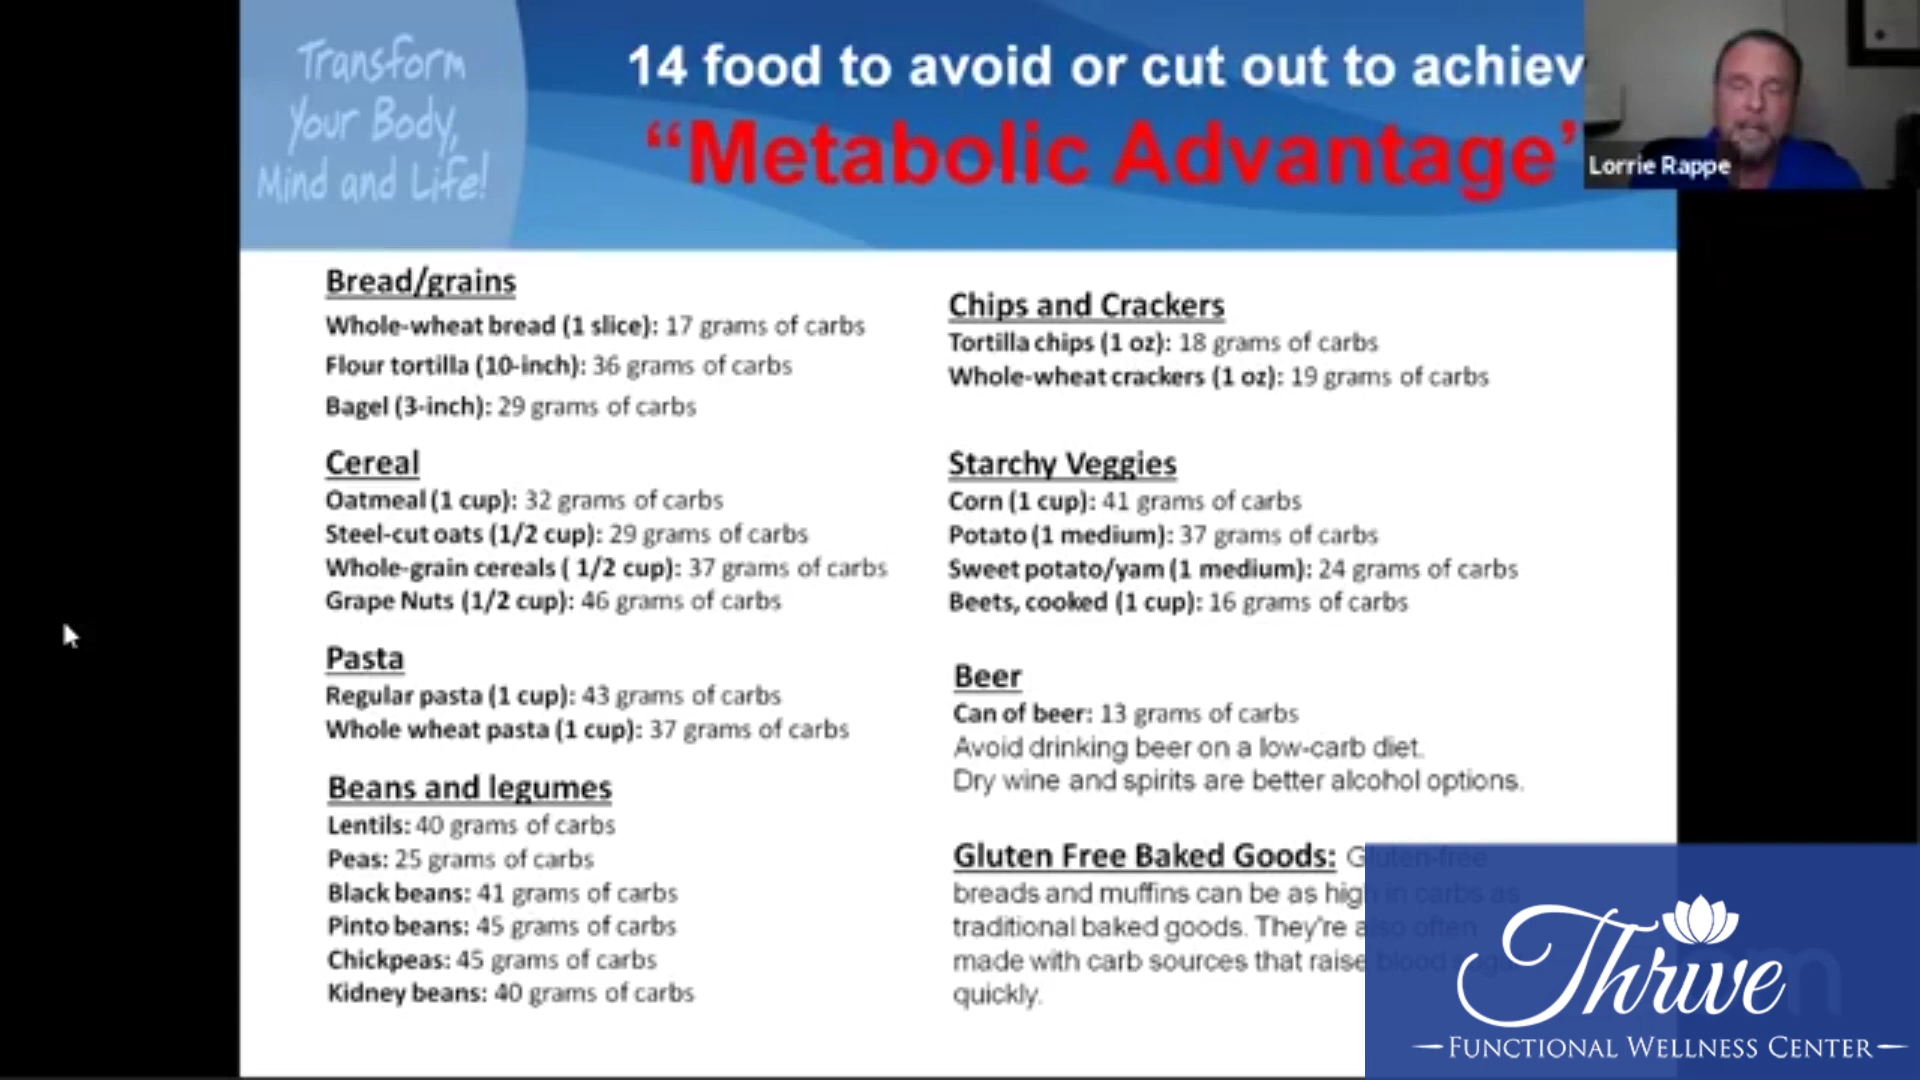 Transform
Your Body,
Mind and Life!
14 food to avoid or cut out to achiev
“Metabolic Advantage”
Lorrie Rappe
Bread/grains
Whole-wheat bread (1 slice): 17 grams of carbs
Flour tortilla (10-inch): 36 grams of carbs
Bagel (3-inch): 29 grams of carbs
Cereal
Oatmeal (1 cup): 32 grams of carbs
Steel-cut oats (1/2 cup): 29 grams of carbs
Whole-grain cereals ( 1/2 cup): 37 grams of carbs
Grape Nuts (1/2 cup): 46 grams of carbs
Pasta
Regular pasta (1 cup): 43 grams of carbs
Whole wheat pasta (1 cup): 37 grams of carbs
Beans and legumes
Lentils: 40 grams of carbs
Peas: 25 grams of carbs
Black beans: 41 grams of carbs
Pinto beans: 45 grams of carbs
Chickpeas: 45 grams of carbs
Kidney beans: 40 grams of carbs
Chips and Crackers
Tortilla chips (1 oz): 18 grams of carbs
Whole-wheat crackers (1 oz): 19 grams of carbs
Starchy Veggies
Corn (1 cup): 41 grams of carbs
Potato (1 medium): 37 grams of carbs
Sweet potato/yam (1 medium): 24 grams of carbs
Beets, cooked (1 cup): 16 grams of carbs
Beer
Can of beer: 13 grams of carbs
Avoid drinking beer on a low-carb diet.
Dry wine and spirits are better alcohol options.
Gluten Free Baked Goods: Gluten-free
breads and muffins can be as high in carbs as
traditional baked goods. They're also often
made with carb sources that raise blood
quickly.
Thrive
FUNCTIONAL WELLNESS CENTER